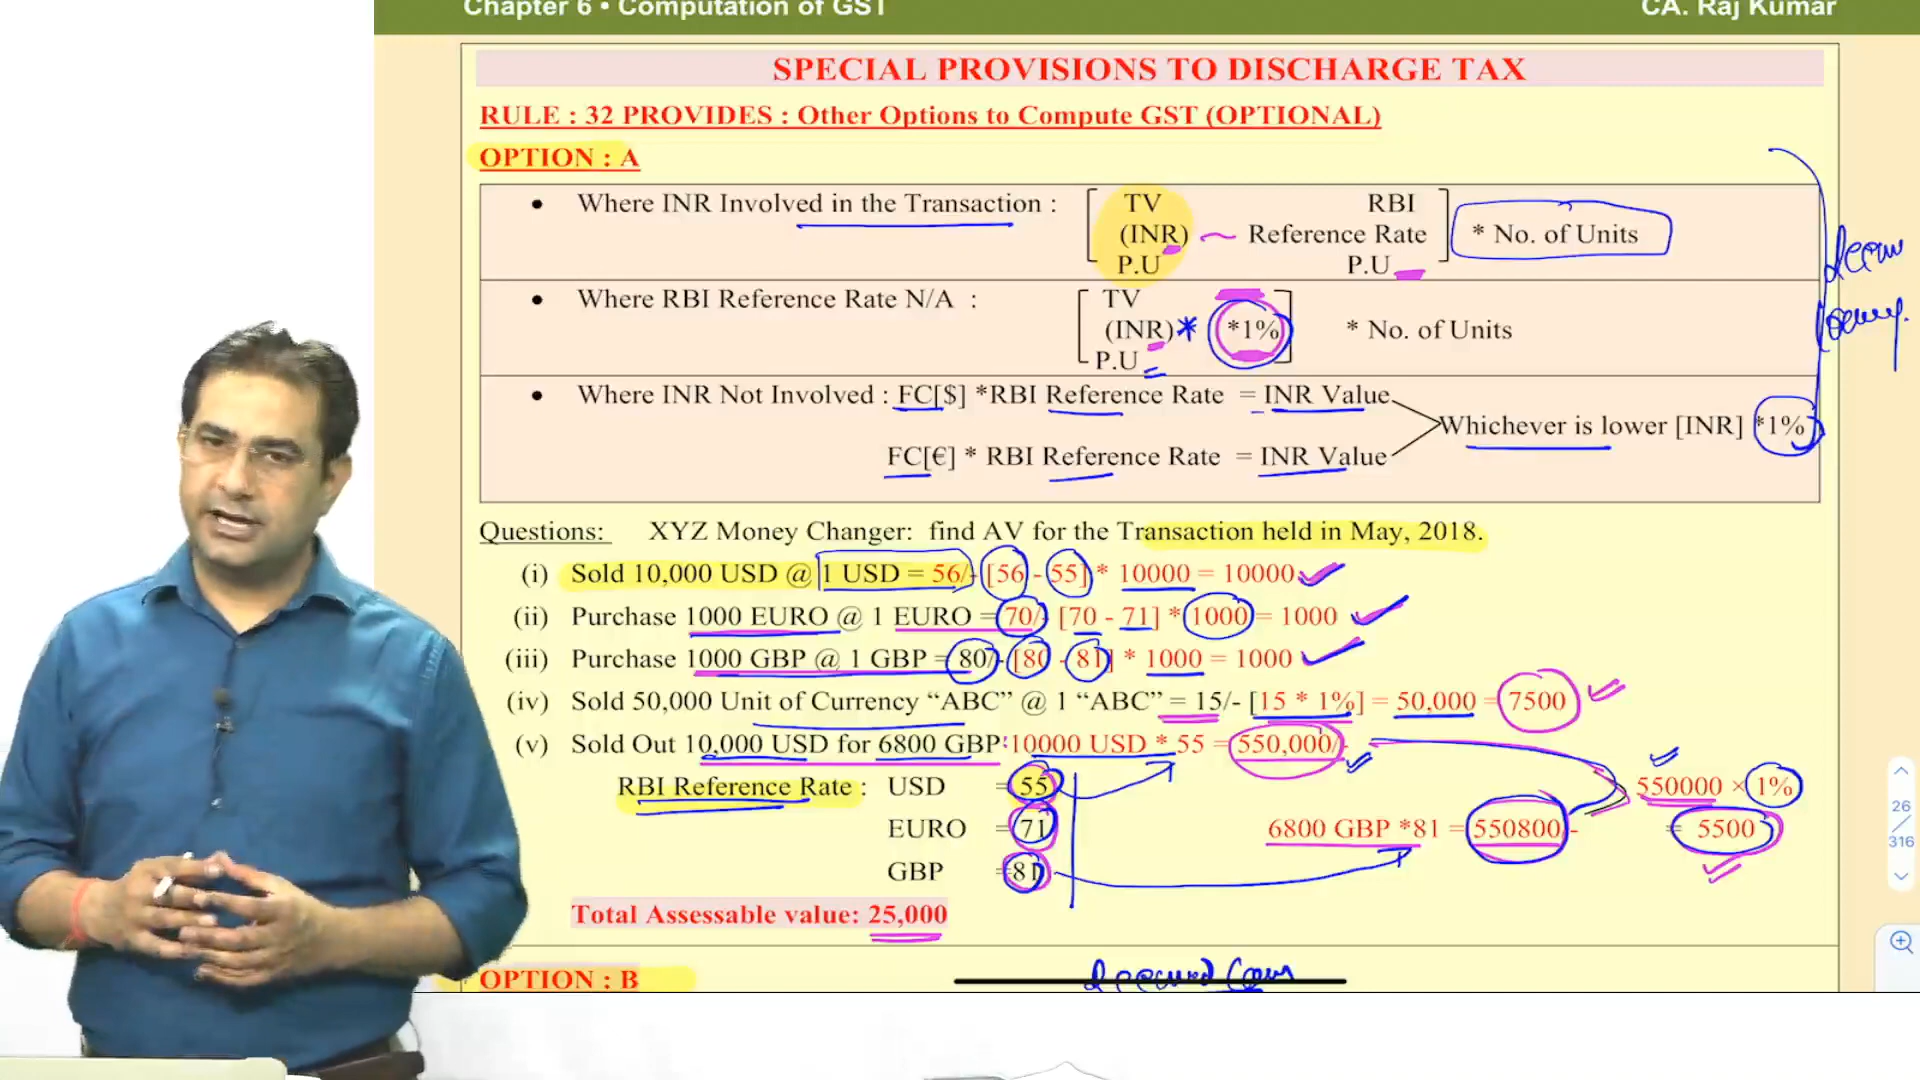 Chapter 6 • Computation of GST CA. Raj Kumar
SPECIAL PROVISIONS TO DISCHARGE TAX
RULE : 32 PROVIDES : Other Options to Compute GST (OPTIONAL)
OPTION : A
• Where INR Involved in the Transaction : [ TV (INR) P.U ~ RBI Reference Rate P.U ] * No. of Units
• Where RBI Reference Rate N/A : [ TV (INR) P.U * *1% ] * No. of Units
• Where INR Not Involved : FC[$] *RBI Reference Rate = INR Value
Whichever is lower [INR] *1%
FC[€] * RBI Reference Rate = INR Value
Questions: XYZ Money Changer: find AV for the Transaction held in May, 2018.
(i) Sold 10,000 USD @ 1 USD = 56/- [56 - 55] * 10000 = 10000
(ii) Purchase 1000 EURO @ 1 EURO = 70/- [70 - 71] * 1000 = 1000
(iii) Purchase 1000 GBP @ 1 GBP = 80/- [80 - 81] * 1000 = 1000
(iv) Sold 50,000 Unit of Currency “ABC” @ 1 “ABC” = 15/- [15 * 1%] = 50,000 = 7500
(v) Sold Out 10,000 USD for 6800 GBP: 10000 USD * 55 = 550,000/-
RBI Reference Rate : USD = 55 550000 × 1%
EURO = 71 6800 GBP *81 = 550800/- = 5500
GBP = 81
Total Assessable value: 25,000
OPTION : B
26
316